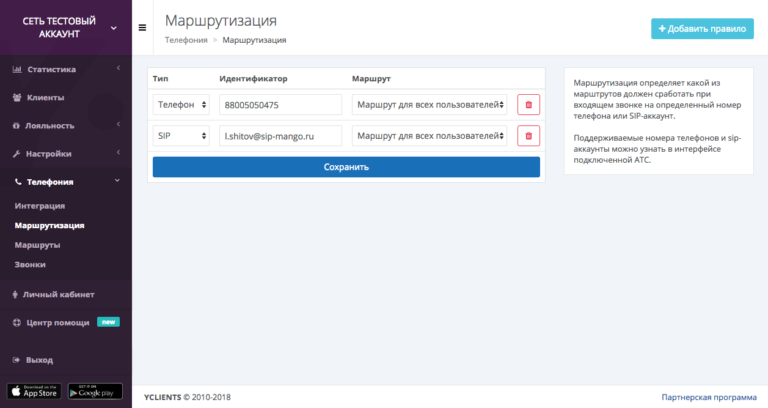 СЕТЬ ТЕСТОВЫЙ
АККАУНТ
Статистика
Клиенты
Лояльность
Настройки
Телефония
Интеграция
Маршрутизация
Маршруты
Звонки
Личный кабинет
Центр помощи new
Выход
Download on the
App Store
GET IT ON
Google play
Маршрутизация
Телефония > Маршрутизация
+ Добавить правило
Тип Идентификатор Маршрут
Телефон 88005050475 Маршрут для всех пользователей
SIP l.shitov@sip-mango.ru Маршрут для всех пользователей
Сохранить
Маршрутизация определяет какой из
марштрутов должен сработать при
входящем звонке на определенный номер
телефона или SIP-аккаунт.
Поддерживаемые номера телефонов и sip-
аккаунты можно узнать в интерфейсе
подключенной АТС.
YCLIENTS © 2010-2018
Партнерская программа